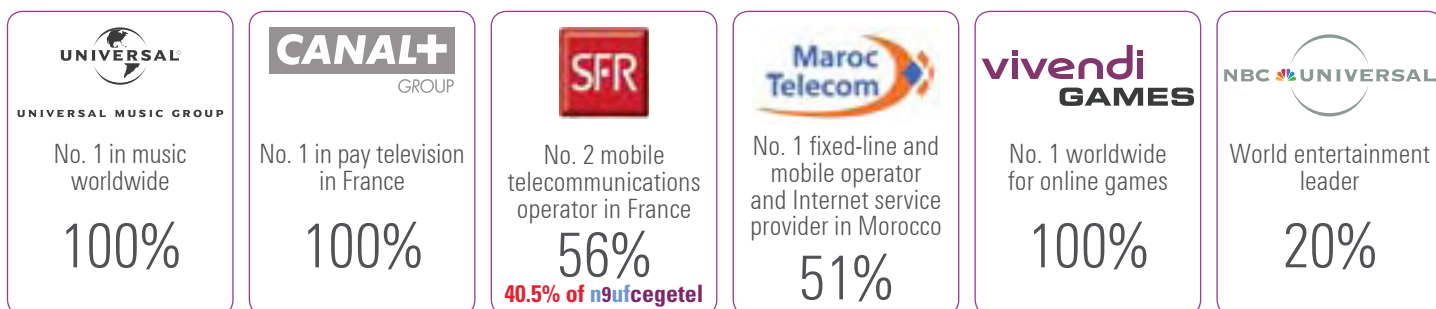 UNIVERSAL
UNIVERSAL MUSIC GROUP
No. 1 in music
worldwide
100%
CANAL+
GROUP
No. 1 in pay television
in France
100%
SFR
No. 2 mobile
telecommunications
operator in France
56%
40.5% of n9ufcegetel
Maroc
Telecom
No. 1 fixed-line and
mobile operator
and Internet service
provider in Morocco
51%
vivendi
GAMES
No. 1 worldwide
for online games
100%
NBC UNIVERSAL
World entertainment
leader
20%